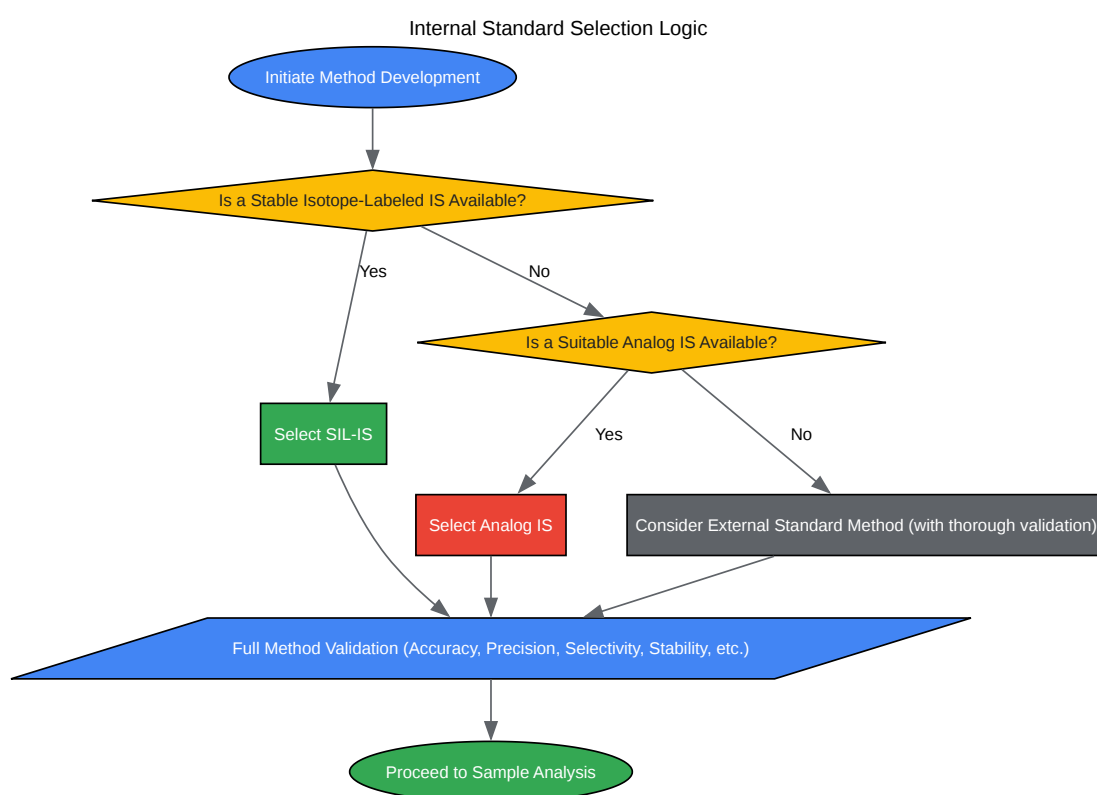 Internal Standard Selection Logic
Initiate Method Development
Is a Stable Isotope-Labeled IS Available?
Yes
No
Is a Suitable Analog IS Available?
Select SIL-IS
Yes
No
Select Analog IS
Consider External Standard Method (with thorough validation)
Full Method Validation (Accuracy, Precision, Selectivity, Stability, etc.)
Proceed to Sample Analysis